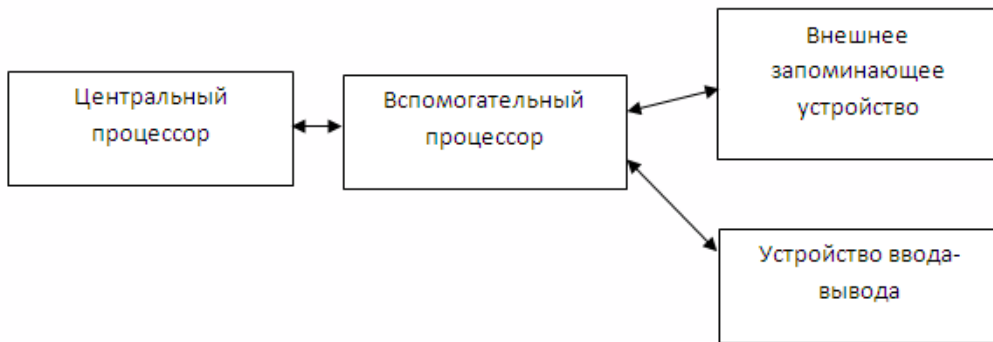 Центральный
процессор
Вспомогательный
процессор
Внешнее
запоминающее
устройство
Устройство ввода-
вывода